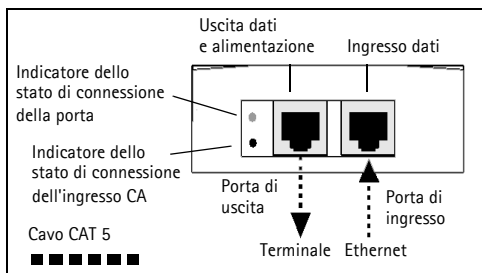 Uscita dati
e alimentazione
Ingresso dati
Indicatore dello
stato di connessione
della porta
Indicatore dello
stato di connessione
dell'ingresso CA
Porta di
uscita
Porta di
ingresso
Cavo CAT 5
Terminale
Ethernet